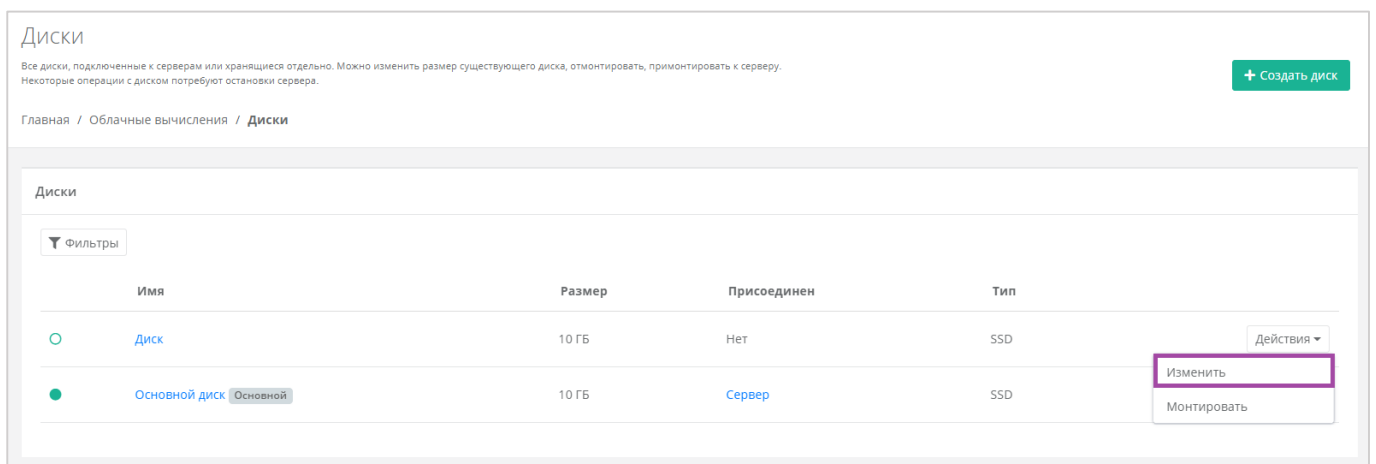 Диски
Все диски, подключенные к серверам или хранящиеся отдельно. Можно изменить размер существующего диска, отмонтировать, примонтировать к серверу.
Некоторые операции с диском потребуют остановки сервера.
+ Создать диск
Главная / Облачные вычисления / Диски
Диски
Фильтры
Имя Размер Присоединен Тип
Диск 10 ГБ Нет SSD Действия
Изменить
Основной диск Основной 10 ГБ Сервер SSD
Монтировать